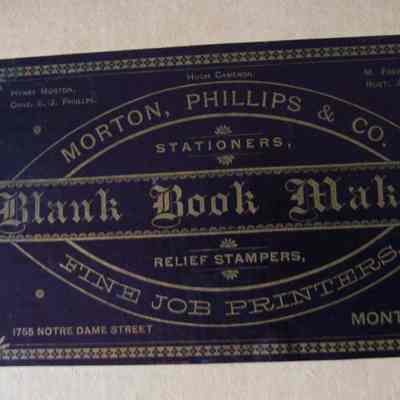 Hugh Cameron.
Henry Morton.
Chas. E. J. Phillips.
M.
MORTON, PHILLIPS & CO.
STATIONERS,
Blank Book Mak
RELIEF STAMPERS,
FINE JOB PRINTERS.
1755 NOTRE DAME STREET
MONT